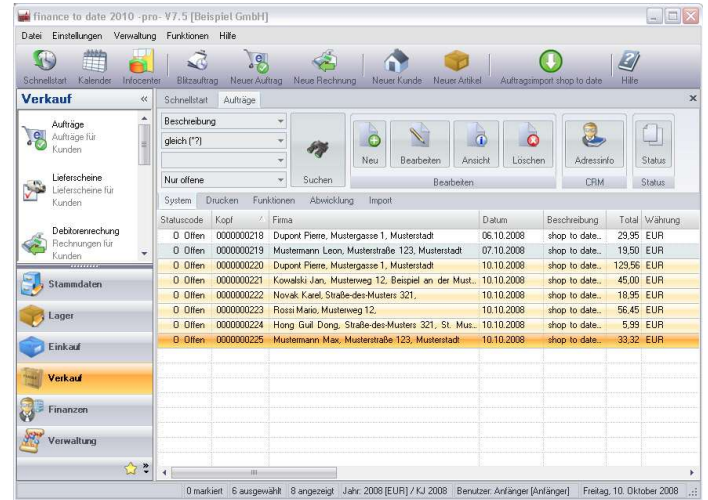 finance to date 2010 -pro- V7.5 [Beispiel GmbH]
Datei Einstellungen Verwaltung Funktionen Hilfe
Schnellstart Kalender Infocenter Blitzauftrag Neuer Auftrag Neue Rechnung Neuer Kunde Neuer Artikel Auftragsimport shop to date Hilfe
Verkauf «
Aufträge
Aufträge für
Kunden
Lieferscheine
Lieferscheine für
Kunden
Debitorenrechung
Rechnungen für
Kunden
Stammdaten
Lager
Einkauf
Verkauf
Finanzen
Verwaltung
Schnellstart Aufträge
Beschreibung
gleich (*?)
Nur offene
Suchen
Neu Bearbeiten Ansicht Löschen Adressinfo Status
Bearbeiten CRM Status
System Drucken Funktionen Abwicklung Import
Statuscode Kopf Firma Datum Beschreibung Total Währung
0 Offen 0000000218 Dupont Pierre, Mustergasse 1, Musterstadt 06.10.2008 shop to date... 29,95 EUR
0 Offen 0000000219 Mustermann Leon, Musterstraße 123, Musterstadt 07.10.2008 shop to date... 19,50 EUR
0 Offen 0000000220 Dupont Pierre, Mustergasse 1, Musterstadt 10.10.2008 shop to date... 129,56 EUR
0 Offen 0000000221 Kowalski Jan, Musterweg 12, Beispiel an der Must... 10.10.2008 shop to date... 45,00 EUR
0 Offen 0000000222 Novak Karel, Straße-des-Musters 321, 10.10.2008 shop to date... 18,95 EUR
0 Offen 0000000223 Rossi Mario, Musterweg 12, 10.10.2008 shop to date... 56,45 EUR
0 Offen 0000000224 Hong Guil Dong, Straße-des-Musters 321, St. Mus... 10.10.2008 shop to date... 5,99 EUR
0 Offen 0000000225 Mustermann Max, Musterstraße 123, Musterstadt 10.10.2008 shop to date... 33,32 EUR
0 markiert 6 ausgewählt 8 angezeigt Jahr: 2008 [EUR] / KJ 2008 Benutzer: Anfänger [Anfänger] Freitag, 10. Oktober 2008